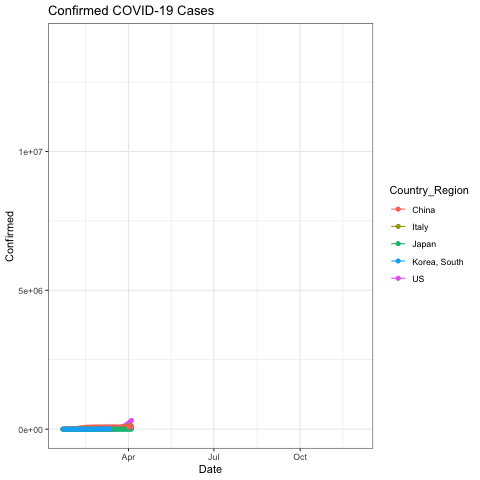 Confirmed COVID-19 Cases
Confirmed
1e+07
5e+06
0e+00
Apr
Jul
Oct
Date
Country_Region
China
Italy
Japan
Korea, South
US